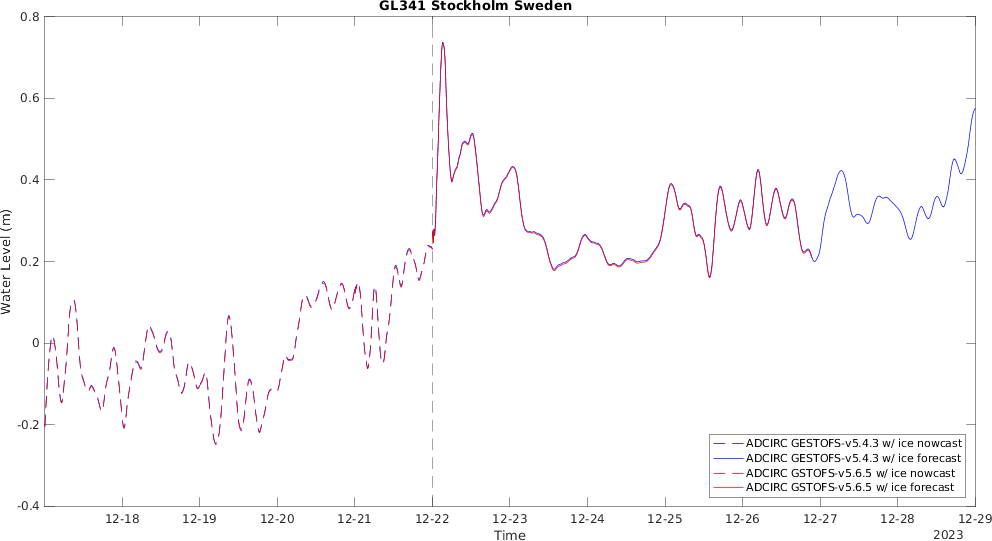 GL341 Stockholm Sweden
0.8
0.6
0.4
0.2
0
-0.2
-0.4
Water Level (m)
12-18 12-19 12-20 12-21 12-22 12-23 12-24 12-25 12-26 12-27 12-28 12-29
Time
2023
ADCIRC GESTOFS-v5.4.3 w/ ice nowcast
ADCIRC GESTOFS-v5.4.3 w/ ice forecast
ADCIRC GSTOFS-v5.6.5 w/ ice nowcast
ADCIRC GSTOFS-v5.6.5 w/ ice forecast